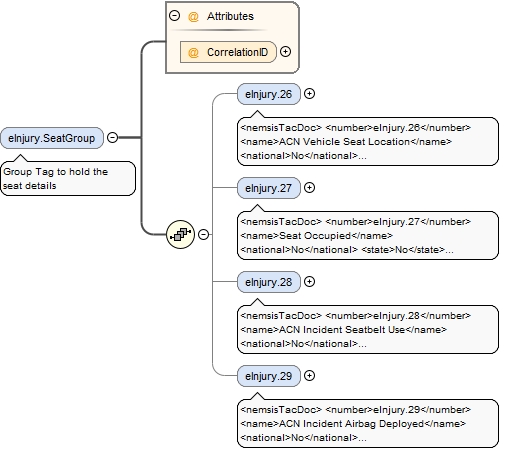 @ Attributes
@ CorrelationID
eInjury.SeatGroup
Group Tag to hold the
seat details
eInjury.26
<nemsisTacDoc> <number>eInjury.26</number>
<name>ACN Vehicle Seat Location</name>
<national>No</national>...
eInjury.27
<nemsisTacDoc> <number>eInjury.27</number>
<name>Seat Occupied</name>
<national>No</national> <state>No</state>...
eInjury.28
<nemsisTacDoc> <number>eInjury.28</number>
<name>ACN Incident Seatbelt Use</name>
<national>No</national>...
eInjury.29
<nemsisTacDoc> <number>eInjury.29</number>
<name>ACN Incident Airbag Deployed</name>
<national>No</national>...